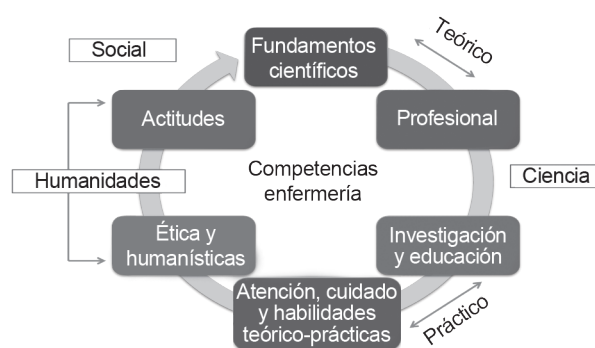 Social
Fundamentos
científicos
Teórico
Actitudes
Profesional
Humanidades
Competencias
enfermería
Ciencia
Ética y
humanísticas
Investigación
y educación
Atención, cuidado
y habilidades
teórico-prácticas
Práctico